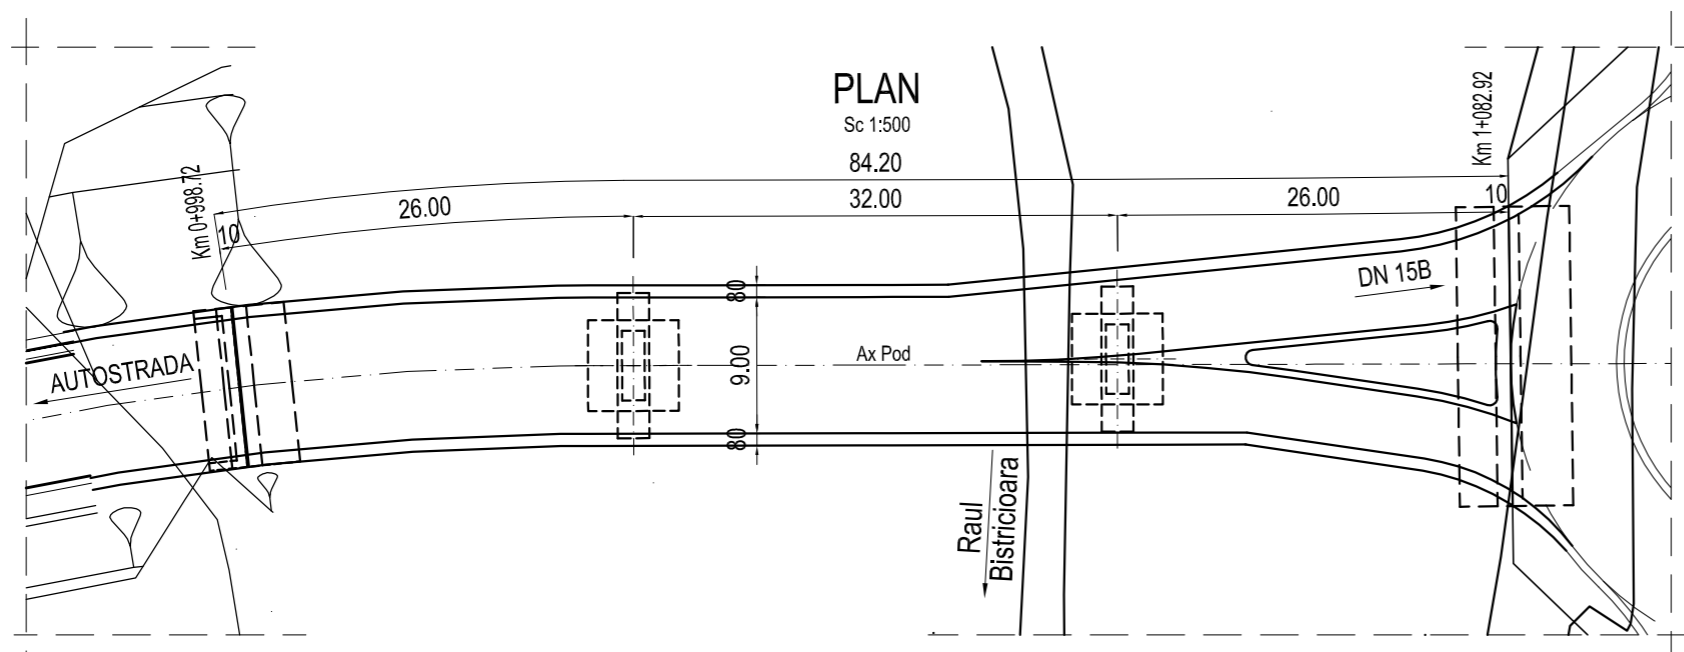 PLAN
Sc 1:500
84.20
26.00
32.00
26.00
10
10
Km 0+998.72
Km 1+082.92
DN 15B
AUTOSTRADA
80
9.00
80
Ax Pod
Raul
Bistricioara